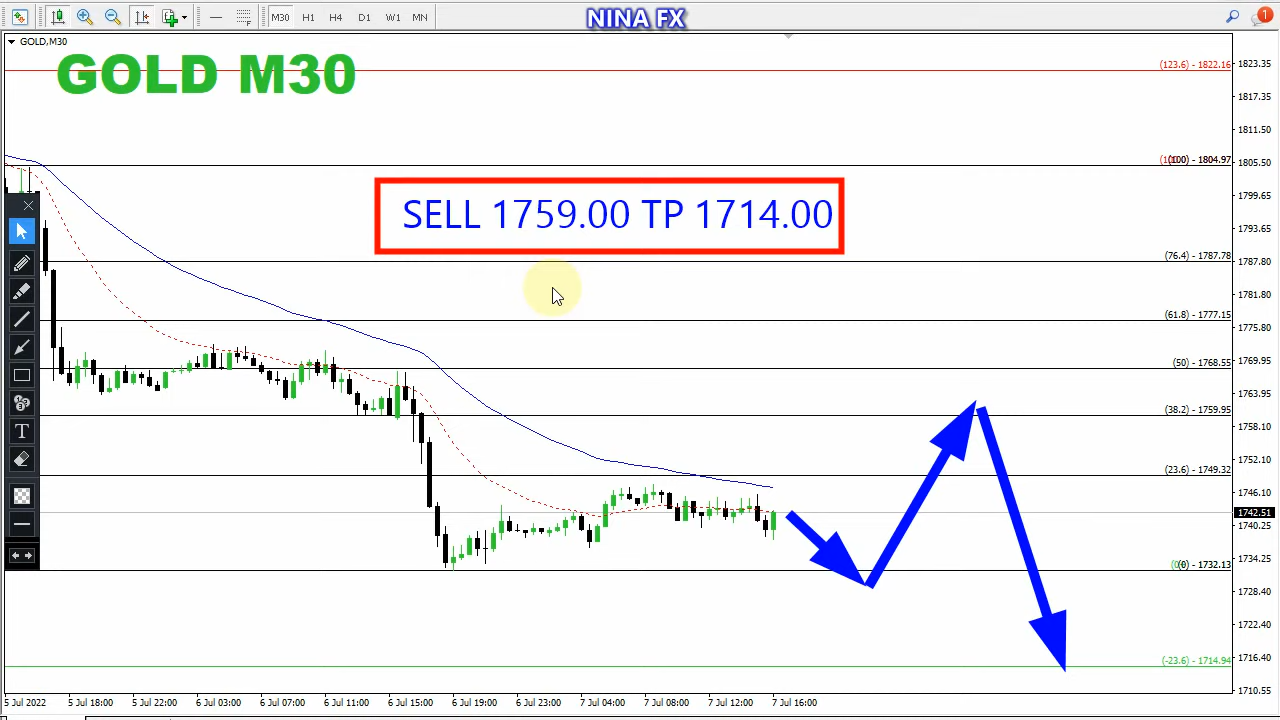 M30 H1 H4 D1 W1 MN
NINA FX
1
GOLD,M30
GOLD M30
(123.6) - 1822.16
1823.35
1817.35
1811.50
(100) - 1804.97
1805.50
SELL 1759.00 TP 1714.00
1799.65
1793.65
(76.4) - 1787.78
1787.80
1781.80
(61.8) - 1777.15
1775.80
(50) - 1768.55
1769.95
1763.95
(38.2) - 1759.95
1758.10
1752.10
(23.6) - 1749.32
1746.10
1742.51
1740.25
1734.25
(0) - 1732.13
1728.40
1722.40
(-23.6) - 1714.94
1716.40
1710.55
T
5 Jul 2022 5 Jul 18:00 5 Jul 22:00 6 Jul 03:00 6 Jul 07:00 6 Jul 11:00 6 Jul 15:00 6 Jul 19:00 6 Jul 23:00 7 Jul 04:00 7 Jul 08:00 7 Jul 12:00 7 Jul 16:00